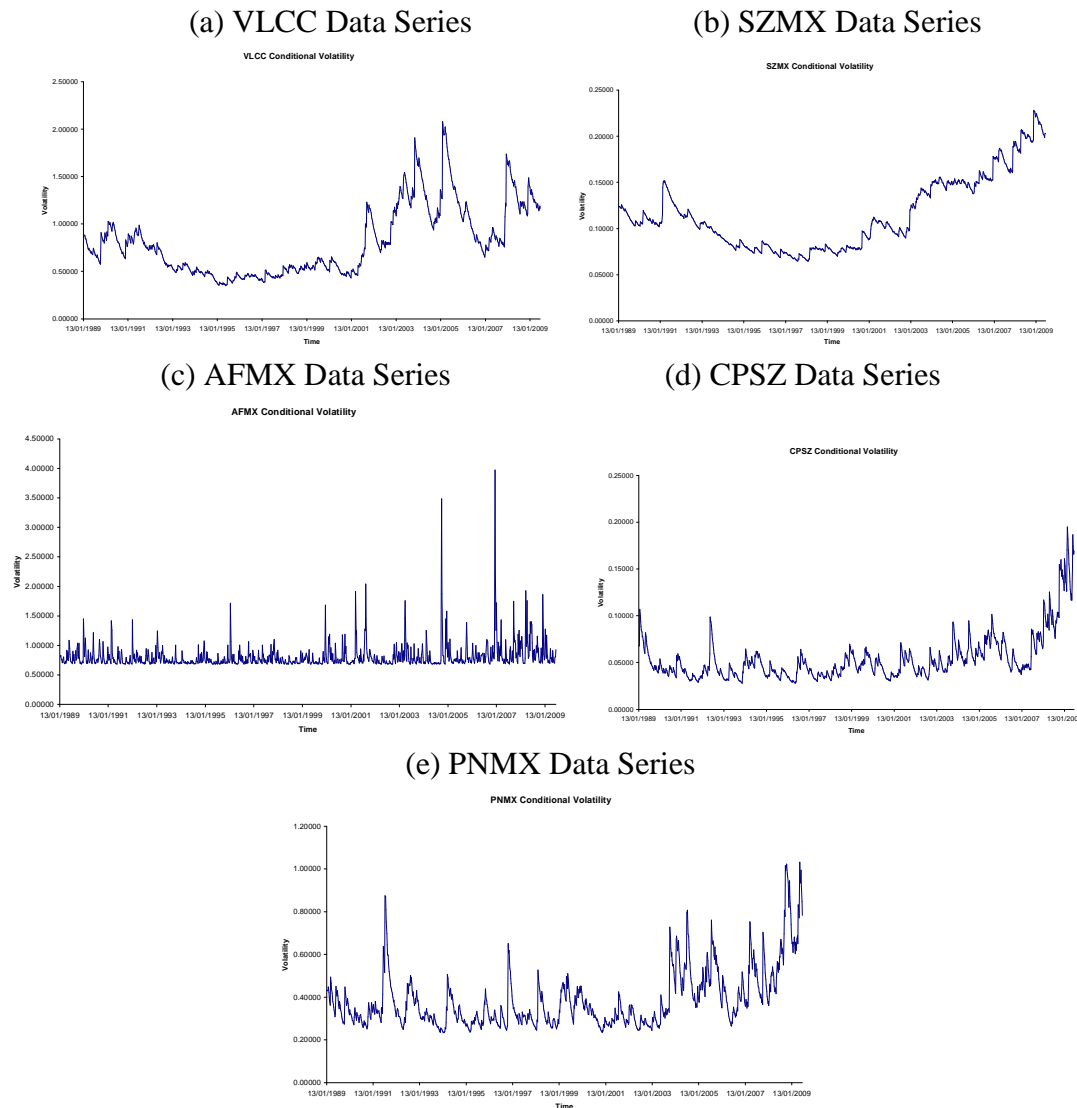 (a) VLCC Data Series
(b) SZMX Data Series
VLCC Conditional Volatility
2.50000
2.00000
1.50000
1.00000
0.50000
0.00000
Volatility
13/01/1989 13/01/1991 13/01/1993 13/01/1995 13/01/1997 13/01/1999 13/01/2001 13/01/2003 13/01/2005 13/01/2007 13/01/2009
Time
SZMX Conditional Volatility
0.25000
0.20000
0.15000
0.10000
0.05000
0.00000
Volatility
13/01/1989 13/01/1991 13/01/1993 13/01/1995 13/01/1997 13/01/1999 13/01/2001 13/01/2003 13/01/2005 13/01/2007 13/01/2009
Time
(c) AFMX Data Series
(d) CPSZ Data Series
AFMX Conditional Volatility
4.50000
4.00000
3.50000
3.00000
2.50000
2.00000
1.50000
1.00000
0.50000
0.00000
Volatility
13/01/1989 13/01/1991 13/01/1993 13/01/1995 13/01/1997 13/01/1999 13/01/2001 13/01/2003 13/01/2005 13/01/2007 13/01/2009
Time
CPSZ Conditional Volatility
0.25000
0.20000
0.15000
0.10000
0.05000
0.00000
Volatility
13/01/1989 13/01/1991 13/01/1993 13/01/1995 13/01/1997 13/01/1999 13/01/2001 13/01/2003 13/01/2005 13/01/2007 13/01/200
Time
(e) PNMX Data Series
PNMX Conditional Volatility
1.20000
1.00000
0.80000
0.60000
0.40000
0.20000
0.00000
Volatility
13/01/1989 13/01/1991 13/01/1993 13/01/1995 13/01/1997 13/01/1999 13/01/2001 13/01/2003 13/01/2005 13/01/2007 13/01/2009
Time